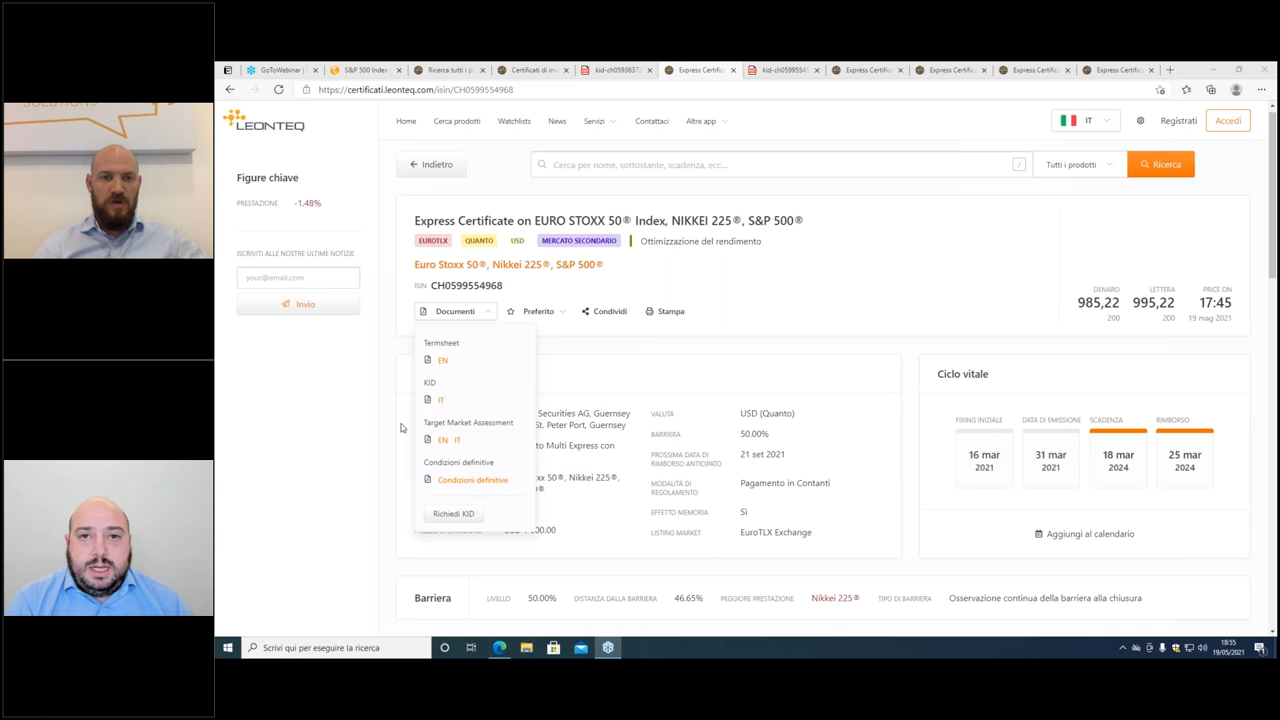 SOLUTIONS
GoToWebinar |
S&P 500 Index
Ricerca tutti i p
Certificati di inv
kid-ch0593637
Express Certific
kid-ch0599554
Express Certific
Express Certific
Express Certific
Express Certific
https://certificati.leonteq.com/isin/CH0599554968
LEONTEQ
Home
Cerca prodotti
Watchlists
News
Servizi
Contattaci
Altre app
IT
Registrati
Accedi
Indietro
Cerca per nome, sottostante, scadenza, ecc...
/
Tutti i prodotti
Ricerca
Figure chiave
PRESTAZIONE -1.48%
ISCRIVITI ALLE NOSTRE ULTIME NOTIZIE
your@email.com
Invio
Express Certificate on EURO STOXX 50® Index, NIKKEI 225®, S&P 500®
EUROTLX QUANTO USD MERCATO SECONDARIO Ottimizzazione del rendimento
Euro Stoxx 50®, Nikkei 225®, S&P 500®
ISIN CH0599554968
Documenti
Preferito
Condividi
Stampa
DENARO LETTERA PRICE ON
985,22 995,22 17:45
200 200 19 mag 2021
Termsheet
EN
KID
IT
Target Market Assessment
EN IT
Condizioni definitive
Condizioni definitive
Richiedi KID
Securities AG, Guernsey
St. Peter Port, Guernsey
to Multi Express con
xx 50®, Nikkei 225®,
VALUTA USD (Quanto)
BARRIERA 50.00%
PROSSIMA DATA DI
RIMBORSO ANTICIPATO
21 set 2021
MODALITÀ DI
REGOLAMENTO
Pagamento in Contanti
EFFETTO MEMORIA Sì
LISTING MARKET EuroTLX Exchange
Ciclo vitale
FIXING INIZIALE DATA DI EMISSIONE SCADENZA RIMBORSO
16 mar 31 mar 18 mar 25 mar
2021 2021 2024 2024
Aggiungi al calendario
Barriera
LIVELLO 50.00%
DISTANZA DALLA BARRIERA 46.65%
PEGGIORE PRESTAZIONE Nikkei 225®
TIPO DI BARRIERA Osservazione continua della barriera alla chiusura
Scrivi qui per eseguire la ricerca
18:55
19/05/2021